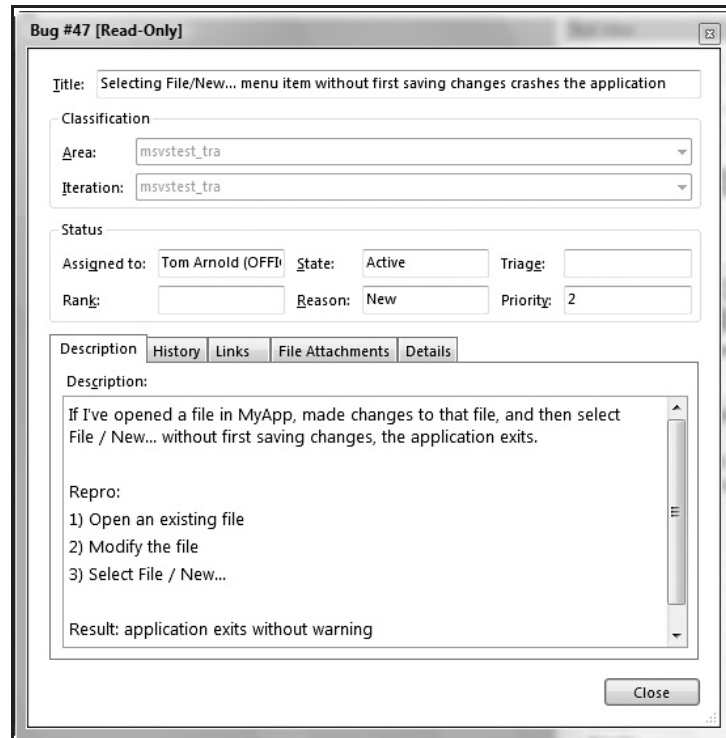 Bug #47 [Read-Only]
Title: Selecting File/New... menu item without first saving changes crashes the application
Classification
Area: msvstest_tra
Iteration: msvstest_tra
Status
Assigned to: Tom Arnold (OFFI State: Active Triage:
Rank: Reason: New Priority: 2
Description History Links File Attachments Details
Description:
If I've opened a file in MyApp, made changes to that file, and then select
File / New... without first saving changes, the application exits.
Repro:
1) Open an existing file
2) Modify the file
3) Select File / New...
Result: application exits without warning
Close